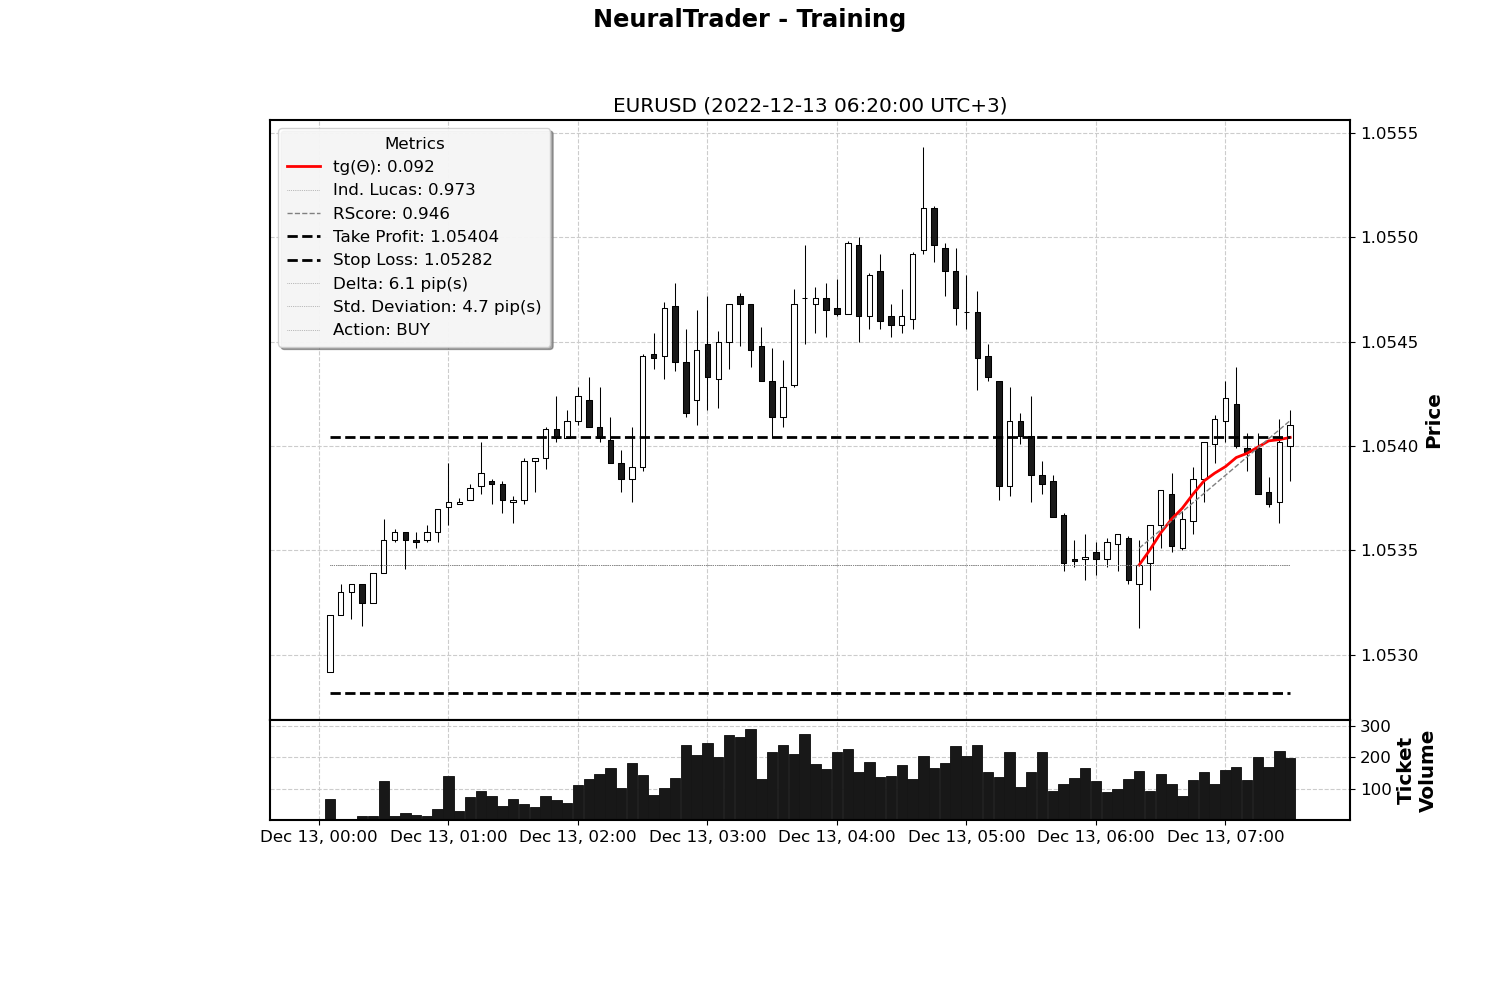 NeuralTrader - Training
EURUSD (2022-12-13 06:20:00 UTC+3)
Metrics
tg(Θ): 0.092
Ind. Lucas: 0.973
RScore: 0.946
Take Profit: 1.05404
Stop Loss: 1.05282
Delta: 6.1 pip(s)
Std. Deviation: 4.7 pip(s)
Action: BUY
1.0555
1.0550
1.0545
1.0540
1.0535
1.0530
Price
300
200
100
Ticket
Volume
Dec 13, 00:00 Dec 13, 01:00 Dec 13, 02:00 Dec 13, 03:00 Dec 13, 04:00 Dec 13, 05:00 Dec 13, 06:00 Dec 13, 07:00